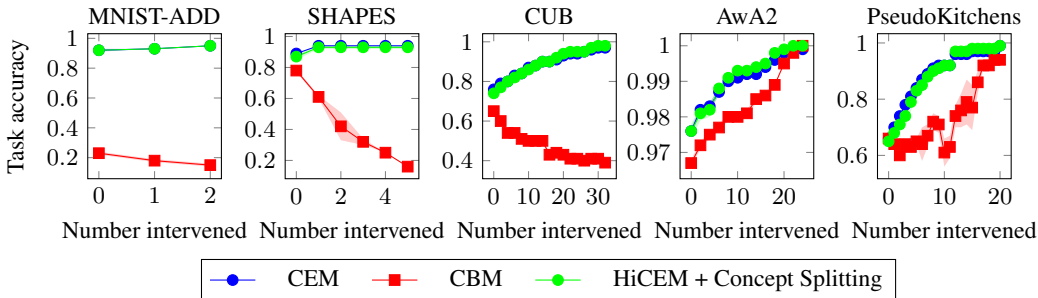 MNIST-ADD SHAPES CUB AwA2 PseudoKitchens
Task accuracy
1 0.8 0.6 0.4 0.2
0 1 2
1 0.8 0.6 0.4 0.2
0 2 4
1 0.8 0.6 0.4
0 10 20 30
1 0.99 0.98 0.97
0 10 20
1 0.8 0.6
0 10 20
Number intervened Number intervened Number intervened Number intervened Number intervened
CEM CBM HiCEM + Concept Splitting